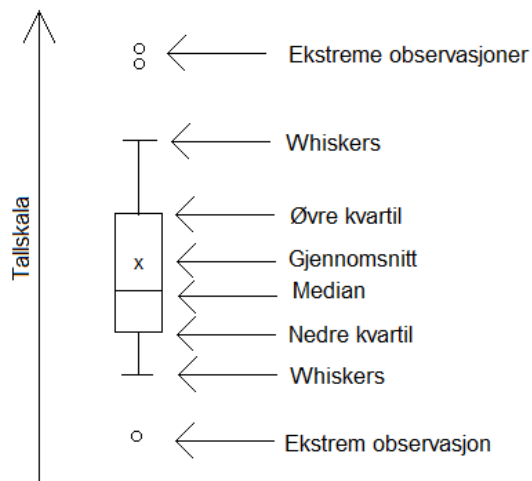 Ekstreme observasjoner
Whiskers
Øvre kvartil
Tallskala
x
Gjennomsnitt
Median
Nedre kvartil
Whiskers
Ekstrem observasjon